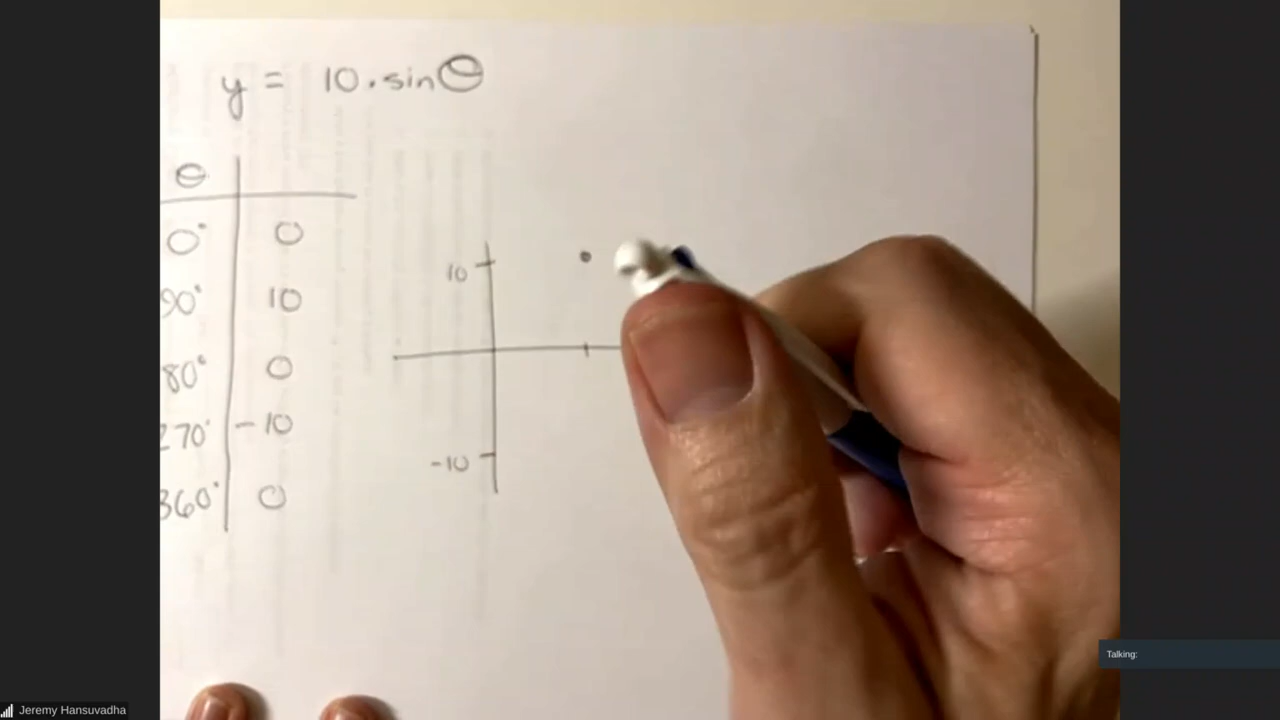 y = 10·sinθ
θ
0° 0
90° 10
80° 0
270° -10
360° 0
10
-10
Talking:
Jeremy Hansuvadha